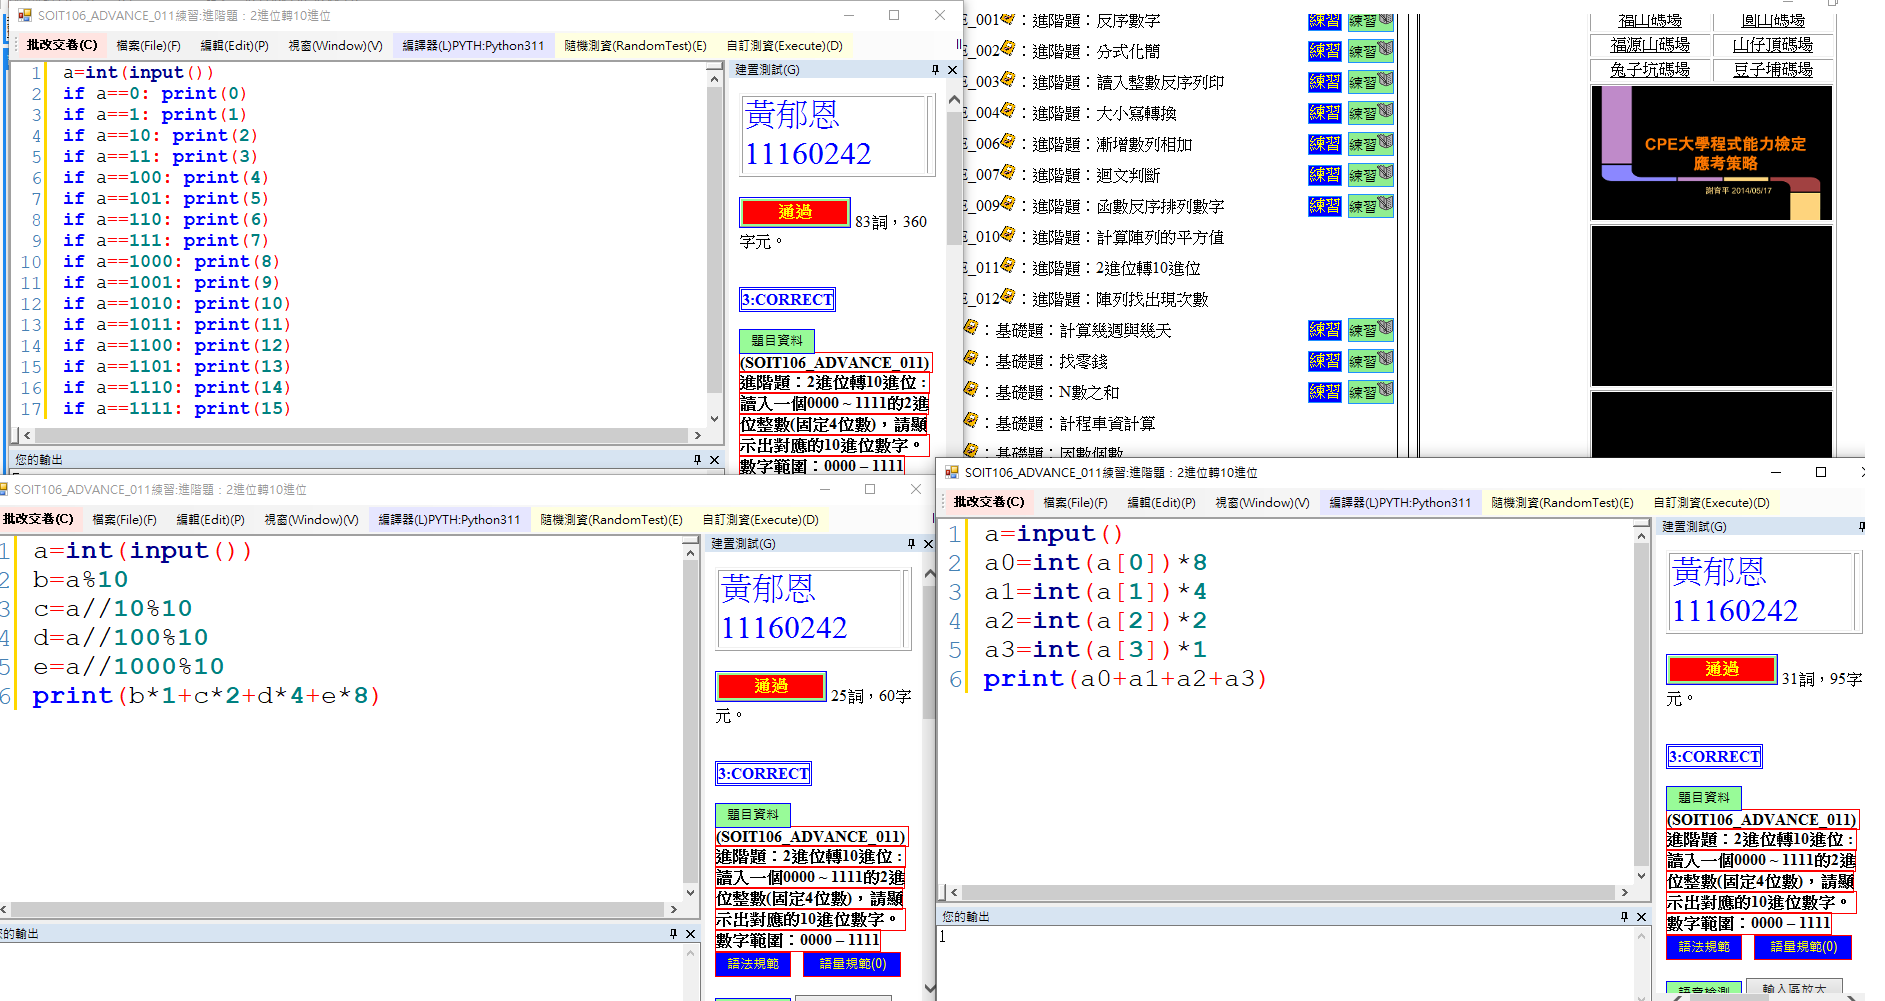 SOIT106_ADVANCE_011練習:進階題：2進位轉10進位
批改交卷(C) 檔案(File)(F) 編輯(Edit)(P) 視窗(Window)(V) 編譯器(L)PYTH:Python311 隨機測資(RandomTest)(E) 自訂測資(Execute)(D)
1 a=int(input())
2 if a==0: print(0)
3 if a==1: print(1)
4 if a==10: print(2)
5 if a==11: print(3)
6 if a==100: print(4)
7 if a==101: print(5)
8 if a==110: print(6)
9 if a==111: print(7)
10 if a==1000: print(8)
11 if a==1001: print(9)
12 if a==1010: print(10)
13 if a==1011: print(11)
14 if a==1100: print(12)
15 if a==1101: print(13)
16 if a==1110: print(14)
17 if a==1111: print(15)
您的輸出
建置測試(G)
黃郁恩
11160242
通過 83詞，360
字元。
3:CORRECT
題目資料
(SOIT106_ADVANCE_011)
進階題：2進位轉10進位：
讀入一個0000 ~ 1111的2進
位整數(固定4位數)，請顯
示出對應的10進位數字。
數字範圍：0000 – 1111
E_001：進階題：反序數字 練習 練習
E_002：進階題：分式化簡 練習 練習
E_003：進階題：讀入整數反序列印 練習 練習
E_004：進階題：大小寫轉換 練習 練習
E_006：進階題：漸增數列相加 練習 練習
E_007：進階題：迴文判斷 練習 練習
E_009：進階題：函數反序排列數字 練習 練習
E_010：進階題：計算陣列的平方值
E_011：進階題：2進位轉10進位
E_012：進階題：陣列找出現次數
：基礎題：計算幾週與幾天 練習 練習
：基礎題：找零錢 練習 練習
：基礎題：N數之和 練習 練習
：基礎題：計程車資計算
：基礎題：因數個數
福山碼場 圓山碼場
福源山碼場 山仔頂碼場
兔子坑碼場 豆子埔碼場
CPE大學程式能力檢定
應考策略
謝育平 2014/05/17
SOIT106_ADVANCE_011練習:進階題：2進位轉10進位
批改交卷(C) 檔案(File)(F) 編輯(Edit)(P) 視窗(Window)(V) 編譯器(L)PYTH:Python311 隨機測資(RandomTest)(E) 自訂測資(Execute)(D)
1 a=int(input())
2 b=a%10
3 c=a//10%10
4 d=a//100%10
5 e=a//1000%10
6 print(b*1+c*2+d*4+e*8)
的輸出
建置測試(G)
黃郁恩
11160242
通過 25詞，60字
元。
3:CORRECT
題目資料
(SOIT106_ADVANCE_011)
進階題：2進位轉10進位：
讀入一個0000 ~ 1111的2進
位整數(固定4位數)，請顯
示出對應的10進位數字。
數字範圍：0000 – 1111
語法規範 語量規範(0)
SOIT106_ADVANCE_011練習:進階題：2進位轉10進位
批改交卷(C) 檔案(File)(F) 編輯(Edit)(P) 視窗(Window)(V) 編譯器(L)PYTH:Python311 隨機測資(RandomTest)(E) 自訂測資(Execute)(D)
1 a=input()
2 a0=int(a[0])*8
3 a1=int(a[1])*4
4 a2=int(a[2])*2
5 a3=int(a[3])*1
6 print(a0+a1+a2+a3)
您的輸出
1
建置測試(G)
黃郁恩
11160242
通過 31詞，95字
元。
3:CORRECT
題目資料
(SOIT106_ADVANCE_011)
進階題：2進位轉10進位：
讀入一個0000 ~ 1111的2進
位整數(固定4位數)，請顯
示出對應的10進位數字。
數字範圍：0000 – 1111
語法規範 語量規範(0)
語意檢測 輸入區放大